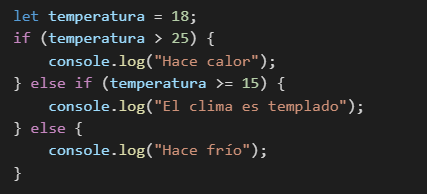 let temperatura = 18;
if (temperatura > 25) {
    console.log("Hace calor");
} else if (temperatura >= 15) {
    console.log("El clima es templado");
} else {
    console.log("Hace frío");
}